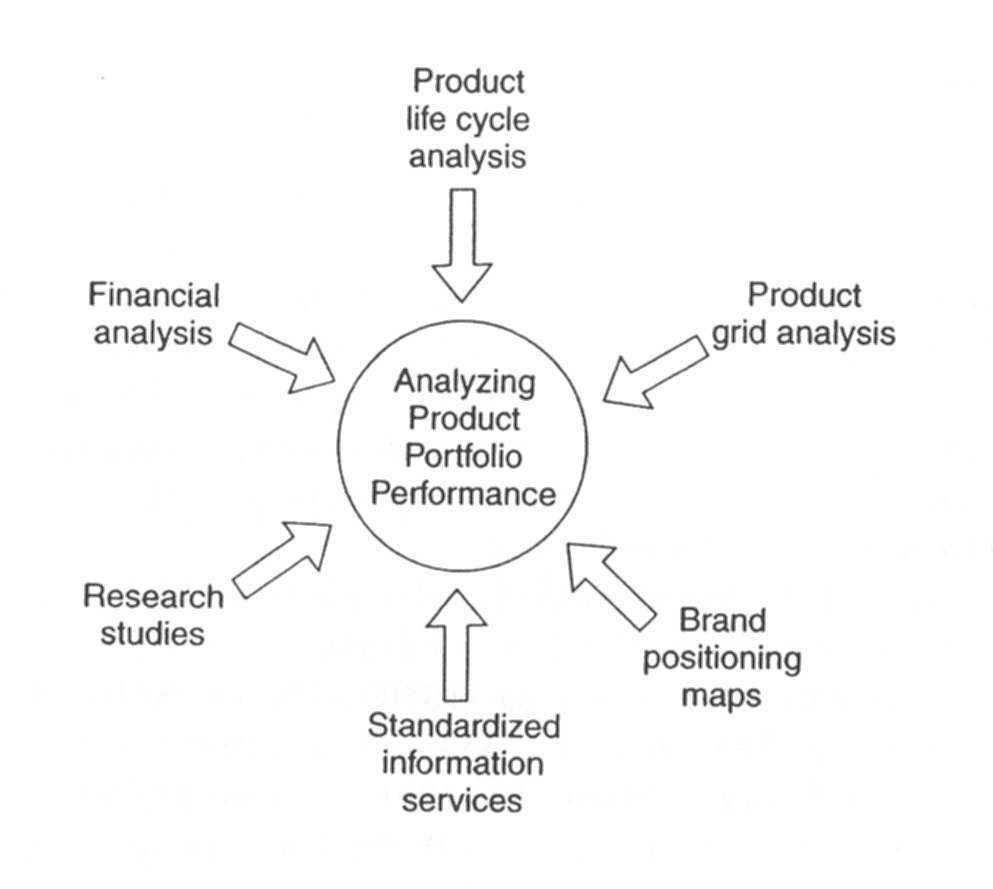 Product
life cycle
analysis
Financial
analysis
Product
grid analysis
Analyzing
Product
Portfolio
Performance
Research
studies
Brand
positioning
maps
Standardized
information
services